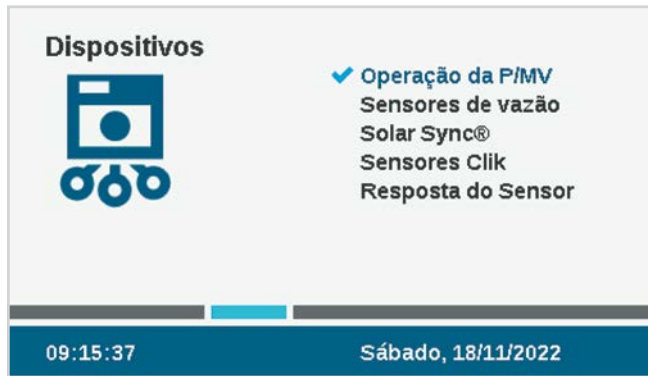 Dispositivos
Operação da P/MV
Sensores de vazão
Solar Sync®
Sensores Clik
Resposta do Sensor
09:15:37
Sábado, 18/11/2022